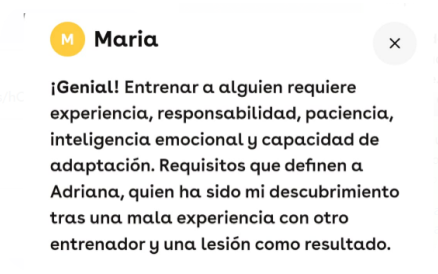 M Maria
¡Genial! Entrenar a alguien requiere
experiencia, responsabilidad, paciencia,
inteligencia emocional y capacidad de
adaptación. Requisitos que definen a
Adriana, quien ha sido mi descubrimiento
tras una mala experiencia con otro
entrenador y una lesión como resultado.